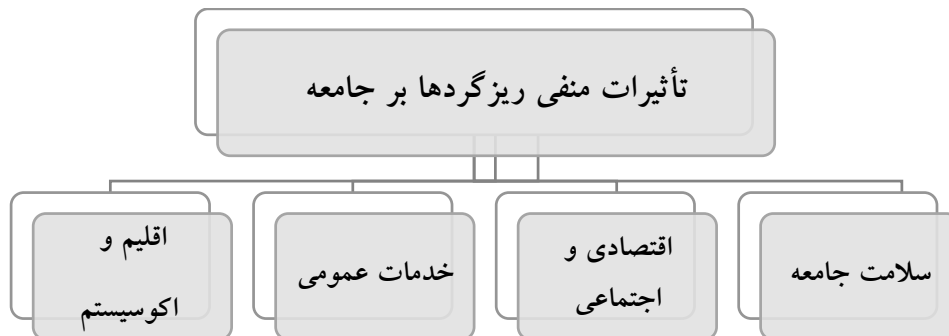 تأثیرات منفی ریزگردها بر جامعه
سلامت جامعه
اقتصادی و
اجتماعی
خدمات عمومی
اقلیم و
اکوسیستم